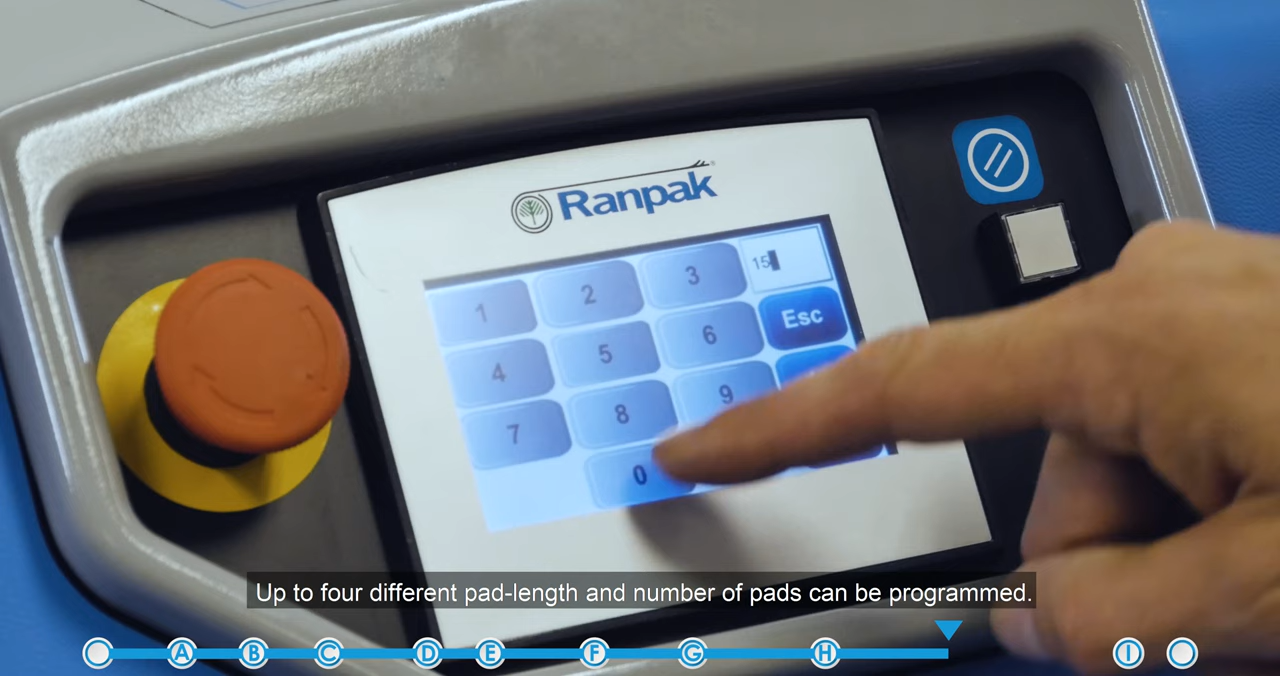 Ranpak
1 2 3 15
4 5 6 Esc
7 8 9
0
Up to four different pad-length and number of pads can be programmed.
A B C D E F G H I